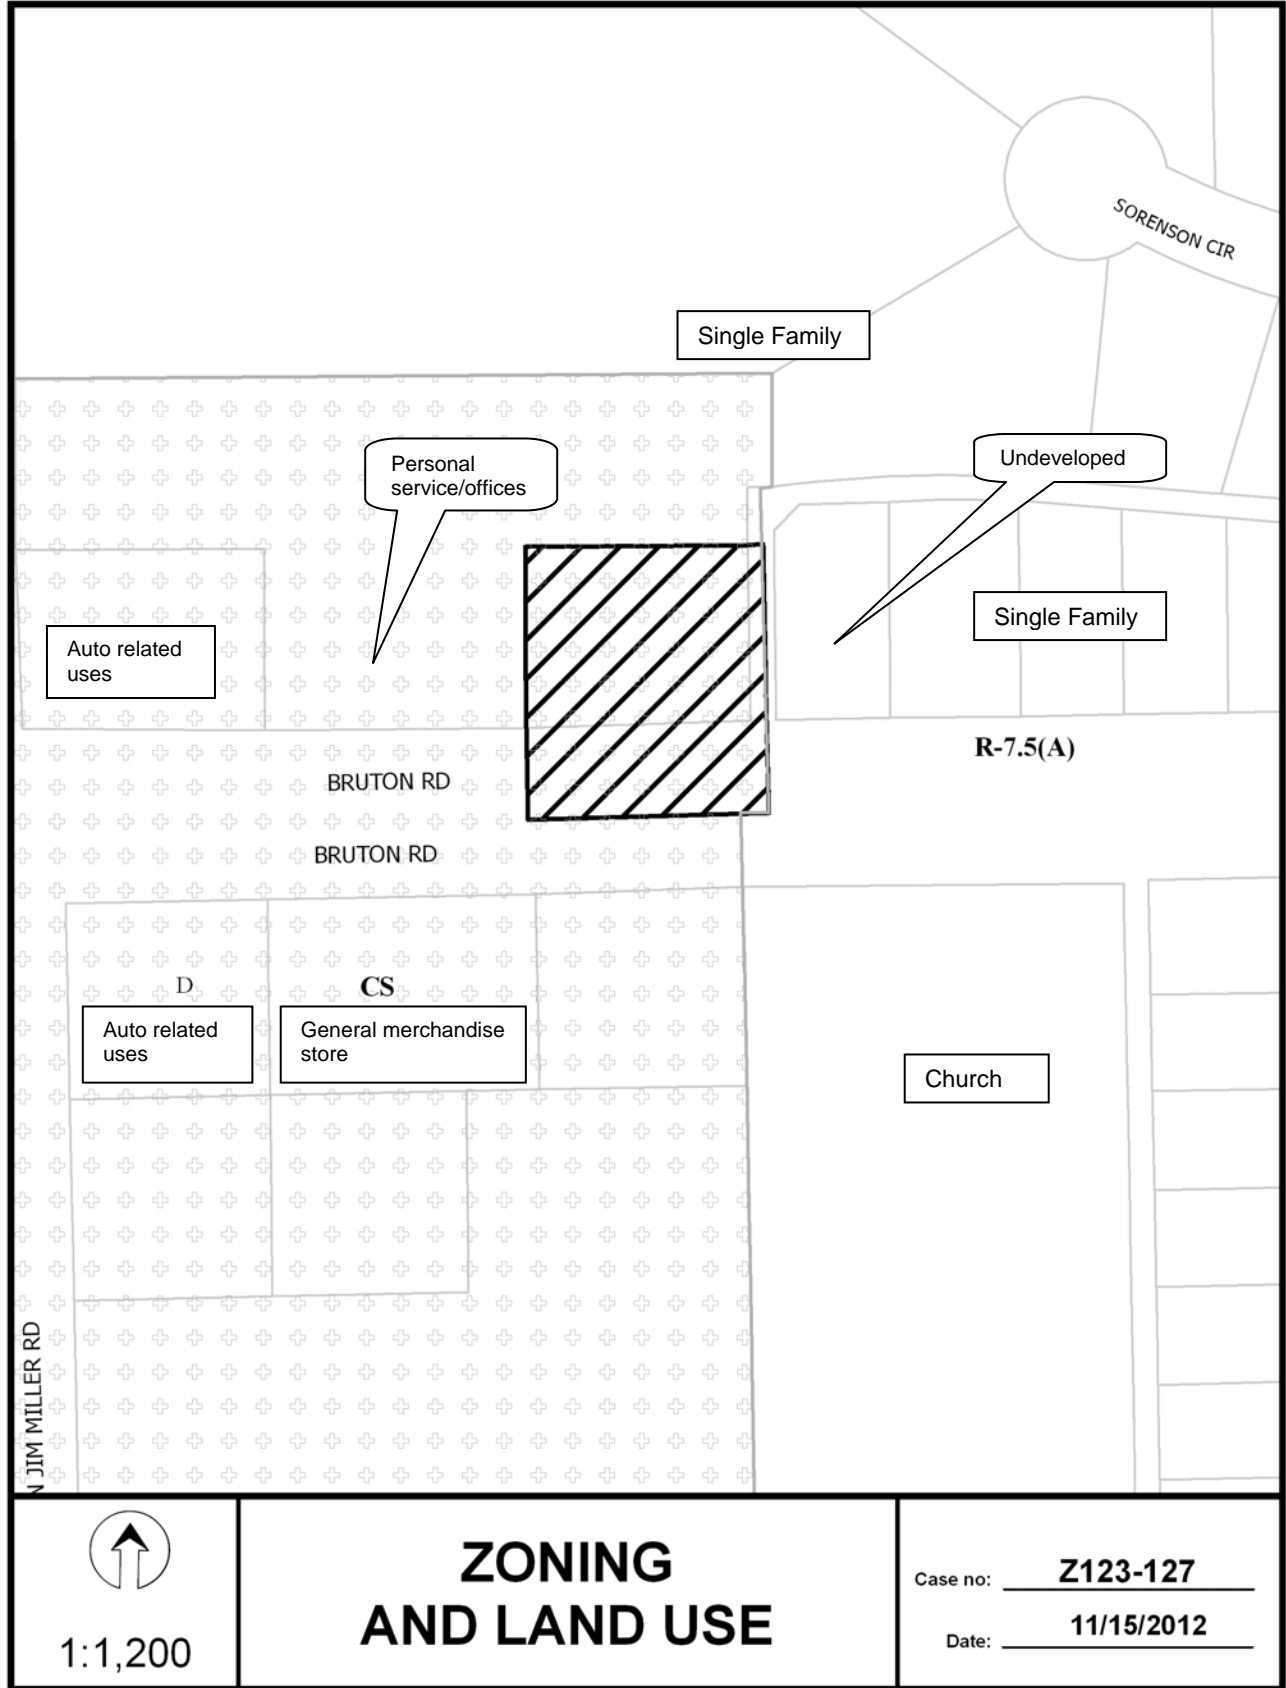 SORENSON CIR
Single Family
Personal
service/offices
Undeveloped
Single Family
Auto related
uses
R-7.5(A)
BRUTON RD
BRUTON RD
D
CS
Auto related
uses
General merchandise
store
Church
N JIM MILLER RD
1:1,200
ZONING
AND LAND USE
Case no: Z123-127
Date: 11/15/2012